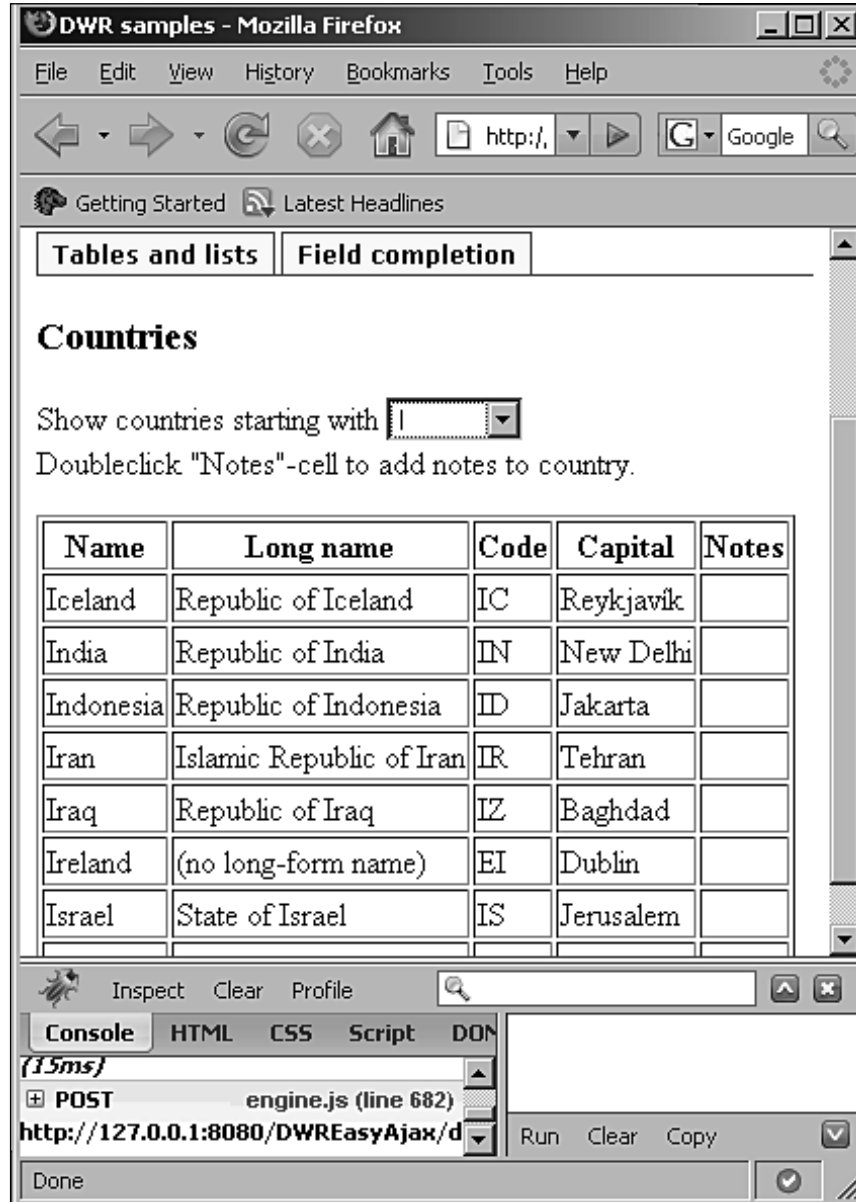 DWR samples - Mozilla Firefox
File Edit View History Bookmarks Tools Help
http:/, G Google
Getting Started Latest Headlines
Tables and lists Field completion
Countries
Show countries starting with I
Doubleclick "Notes"-cell to add notes to country.
Name Long name Code Capital Notes
Iceland Republic of Iceland IC Reykjavík
India Republic of India IN New Delhi
Indonesia Republic of Indonesia ID Jakarta
Iran Islamic Republic of Iran IR Tehran
Iraq Republic of Iraq IZ Baghdad
Ireland (no long-form name) EI Dublin
Israel State of Israel IS Jerusalem
Inspect Clear Profile
Console HTML CSS Script DOM
(15ms)
POST engine.js (line 682)
http://127.0.0.1:8080/DWREasyAjax/d
Run Clear Copy
Done